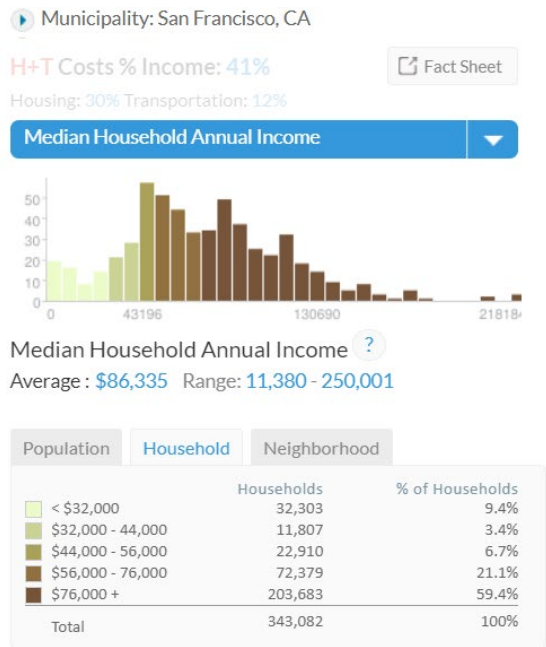 Municipality: San Francisco, CA
H+T Costs % Income: 41%
Fact Sheet
Housing: 30% Transportation: 12%
Median Household Annual Income
50
40
30
20
10
0
0 43196 130690 218184
Median Household Annual Income ?
Average : $86,335 Range: 11,380 - 250,001
Population Household Neighborhood
Households % of Households
< $32,000 32,303 9.4%
$32,000 - 44,000 11,807 3.4%
$44,000 - 56,000 22,910 6.7%
$56,000 - 76,000 72,379 21.1%
$76,000 + 203,683 59.4%
Total 343,082 100%